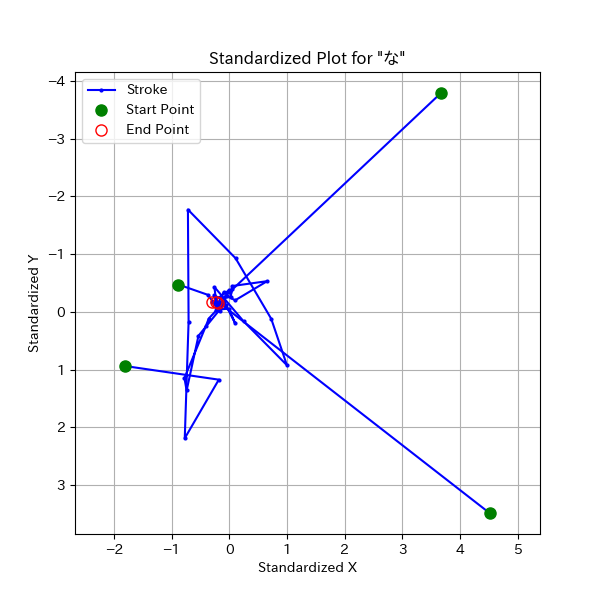 Standardized Plot for "な"
Stroke
Start Point
End Point
−4
−3
−2
−1
0
1
2
3
Standardized Y
−2 −1 0 1 2 3 4 5
Standardized X